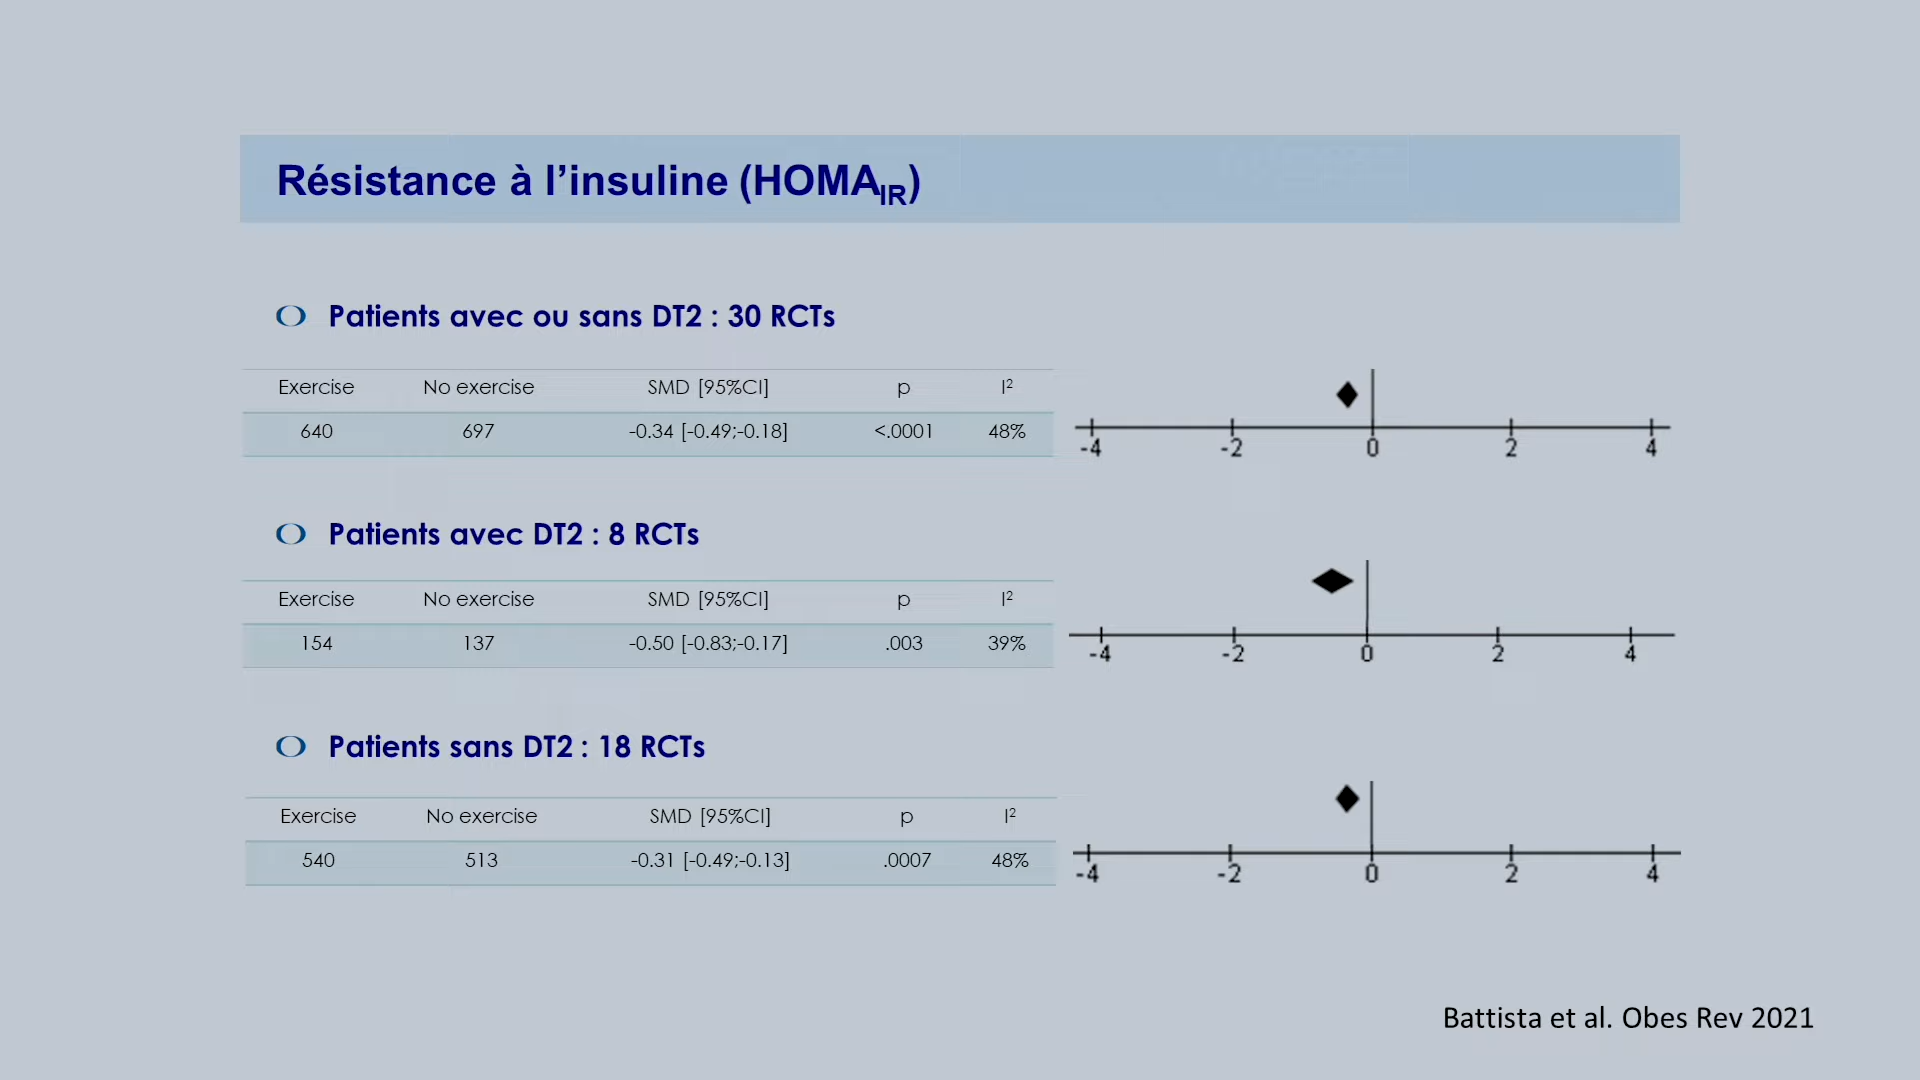 Résistance à l’insuline (HOMAIR)
Patients avec ou sans DT2 : 30 RCTs
Exercise No exercise SMD [95%CI] p I²
640 697 -0.34 [-0.49;-0.18] <.0001 48%
-4 -2 0 2 4
Patients avec DT2 : 8 RCTs
Exercise No exercise SMD [95%CI] p I²
154 137 -0.50 [-0.83;-0.17] .003 39%
-4 -2 0 2 4
Patients sans DT2 : 18 RCTs
Exercise No exercise SMD [95%CI] p I²
540 513 -0.31 [-0.49;-0.13] .0007 48%
-4 -2 0 2 4
Battista et al. Obes Rev 2021